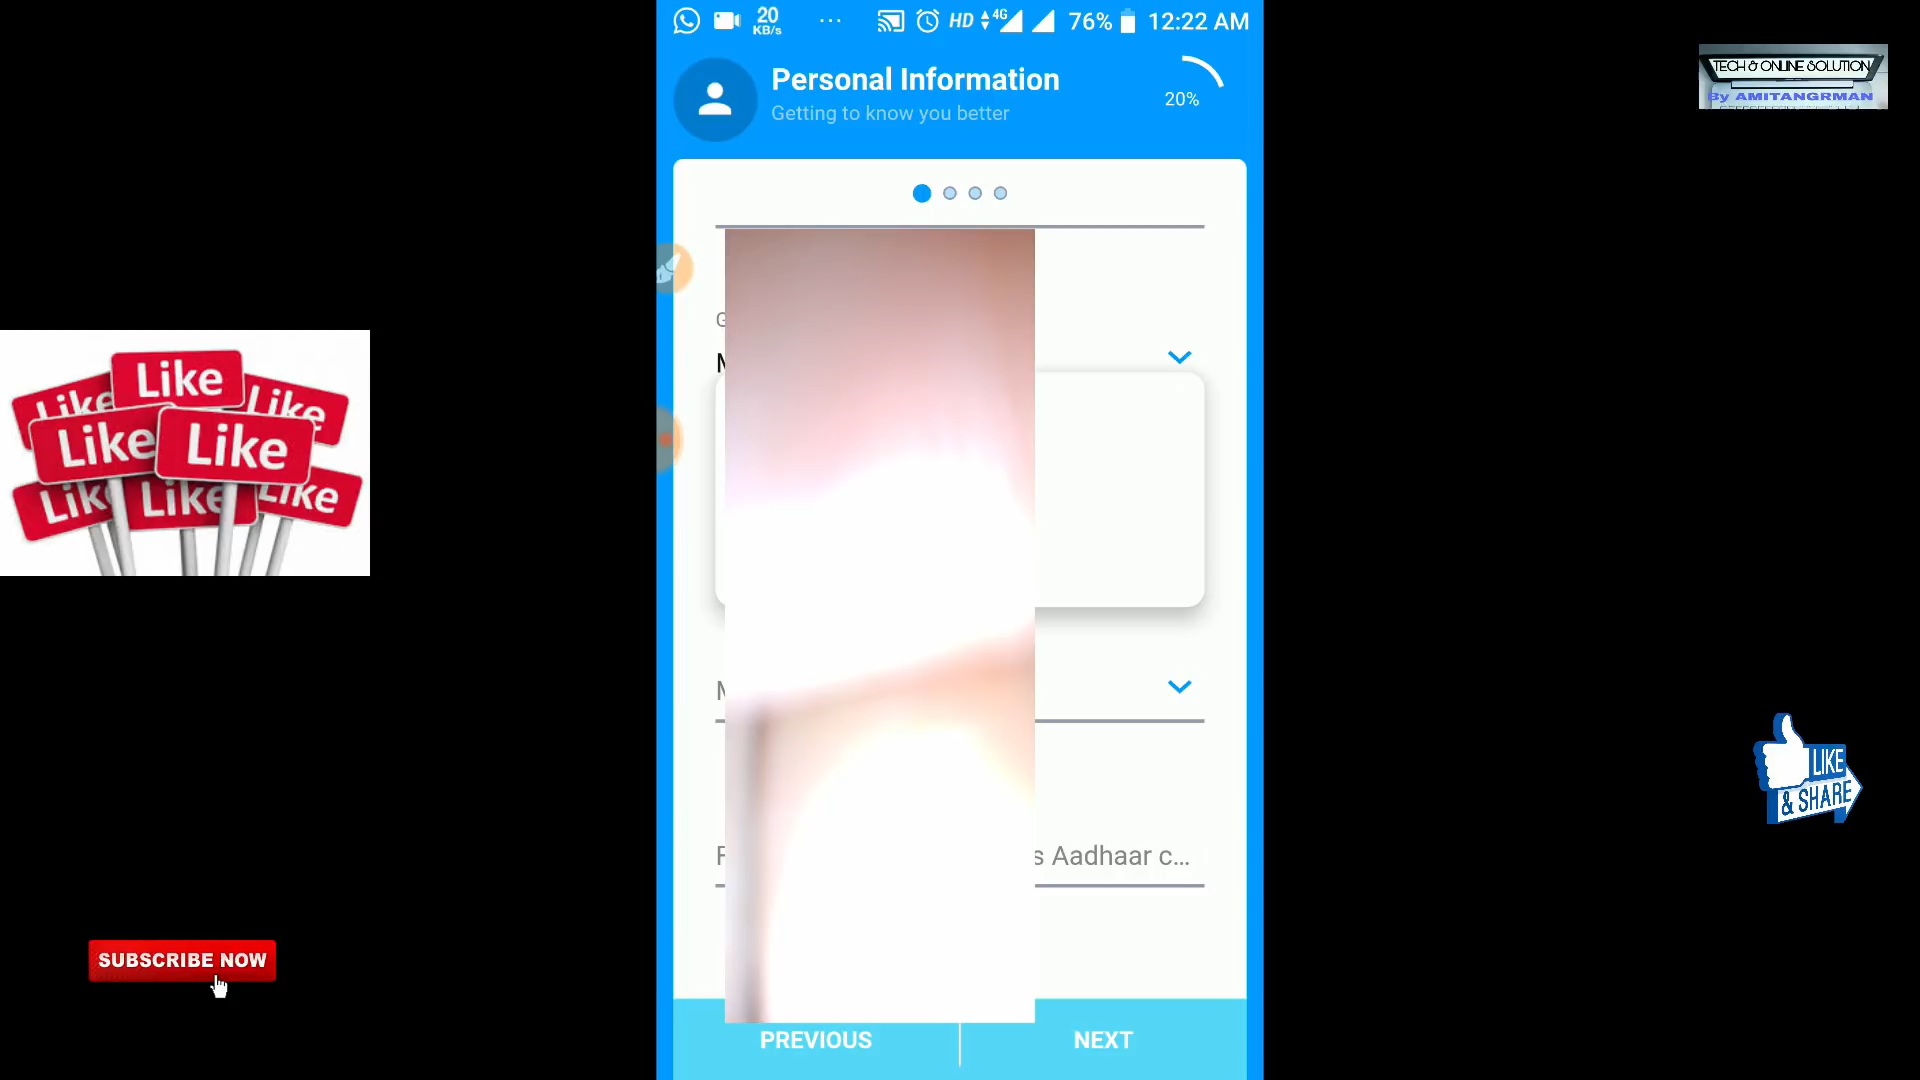 20
KB/s
...
HD
4G
76%
12:22 AM
Personal Information
Getting to know you better
20%
TECH & ONLINE SOLUTION
By AMITANGRMAN
Like
Like
Like
Like
Like
Like
s Aadhaar c...
LIKE
& SHARE
SUBSCRIBE NOW
PREVIOUS
NEXT